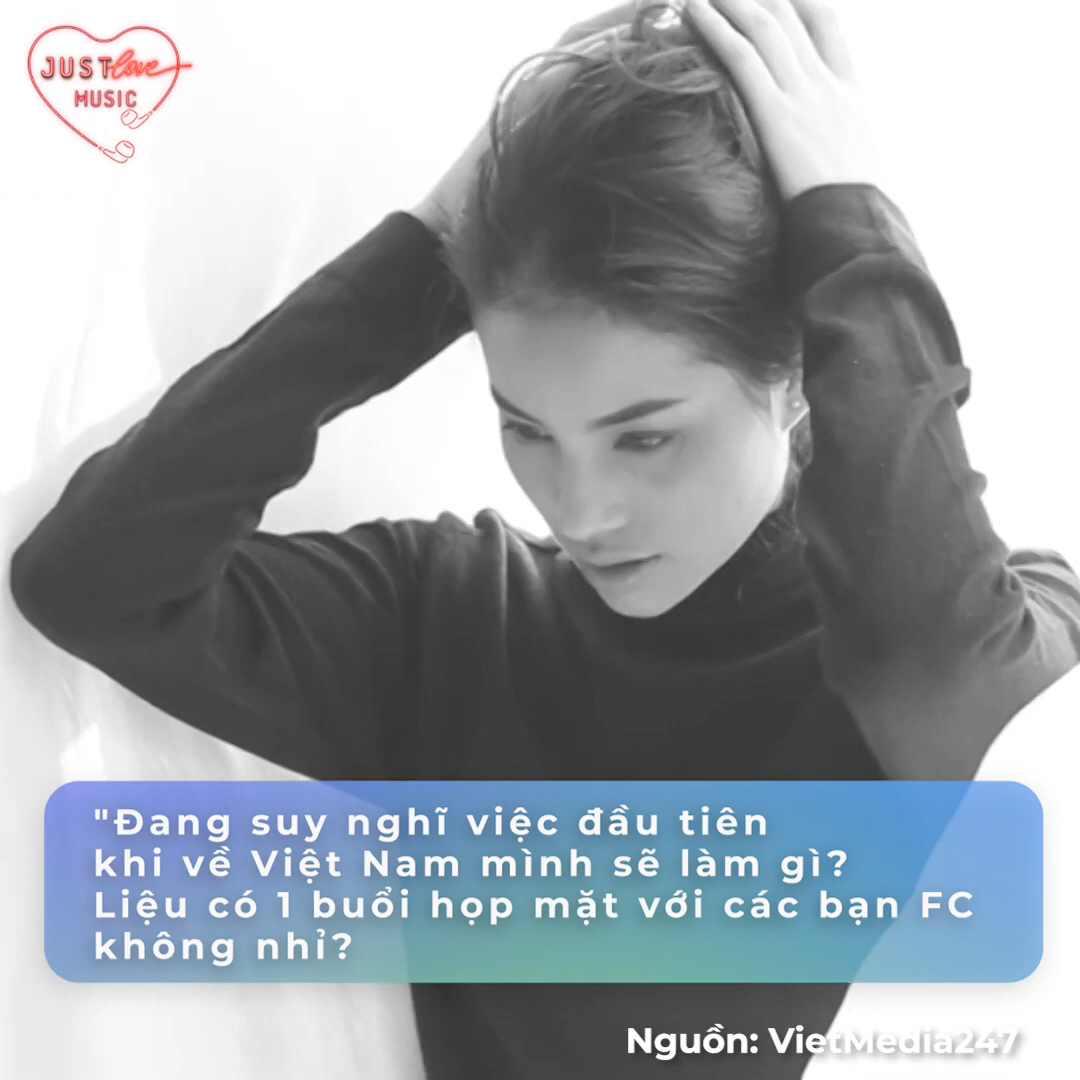 JUST love
MUSIC
"Đang suy nghĩ việc đầu tiên
khi về Việt Nam mình sẽ làm gì?
Liệu có 1 buổi họp mặt với các bạn FC
không nhỉ?
Nguồn: VietMedia247